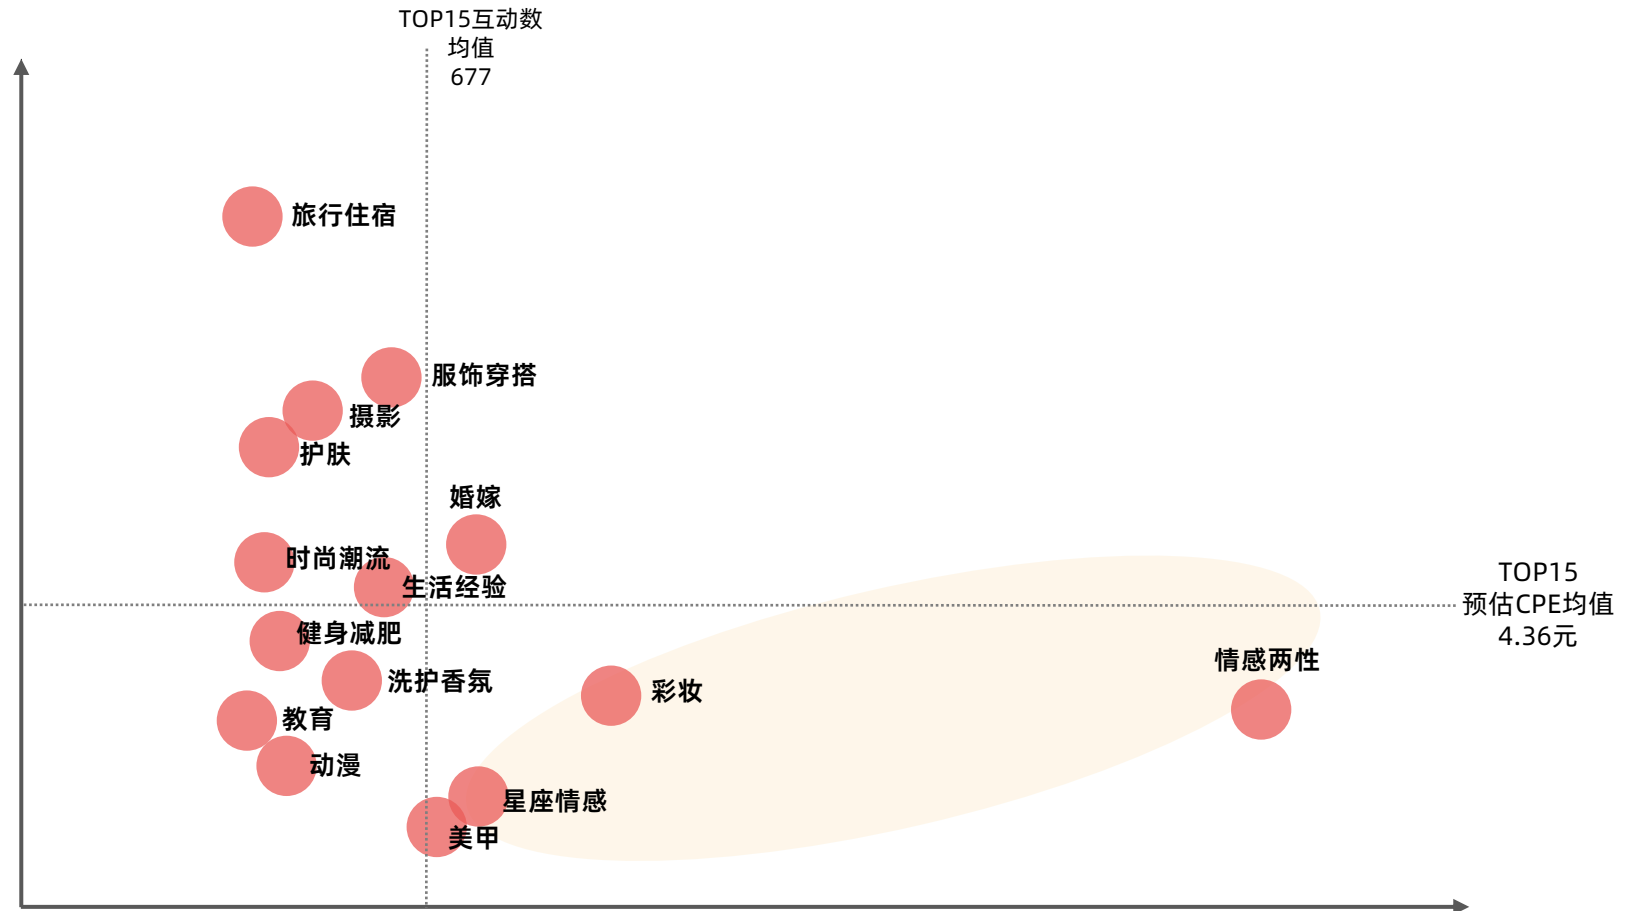 TOP15互动数
均值
677
旅行住宿
服饰穿搭
摄影
护肤
婚嫁
时尚潮流
生活经验
TOP15
预估CPE均值
4.36元
健身减肥
情感两性
洗护香氛
彩妆
教育
动漫
星座情感
美甲